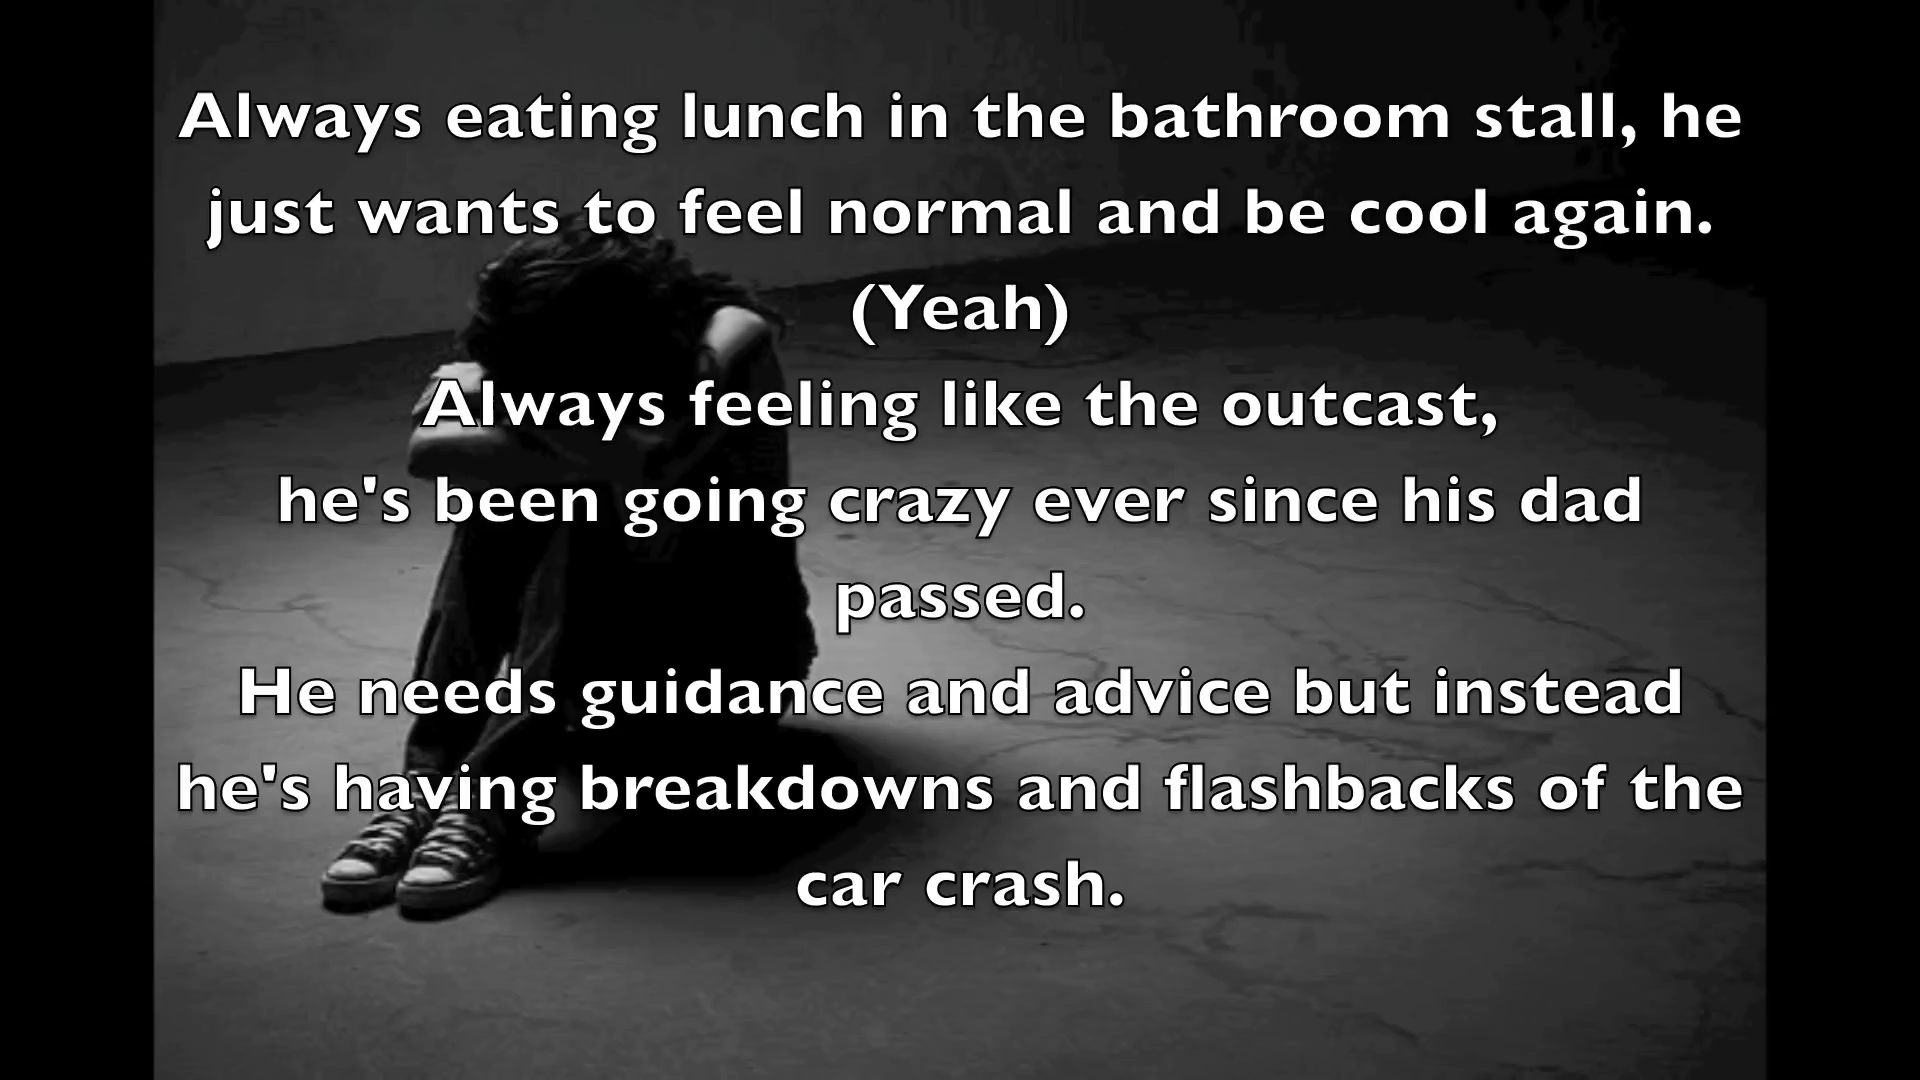 Always eating lunch in the bathroom stall, he
just wants to feel normal and be cool again.
(Yeah)
Always feeling like the outcast,
he's been going crazy ever since his dad
passed.
He needs guidance and advice but instead
he's having breakdowns and flashbacks of the
car crash.